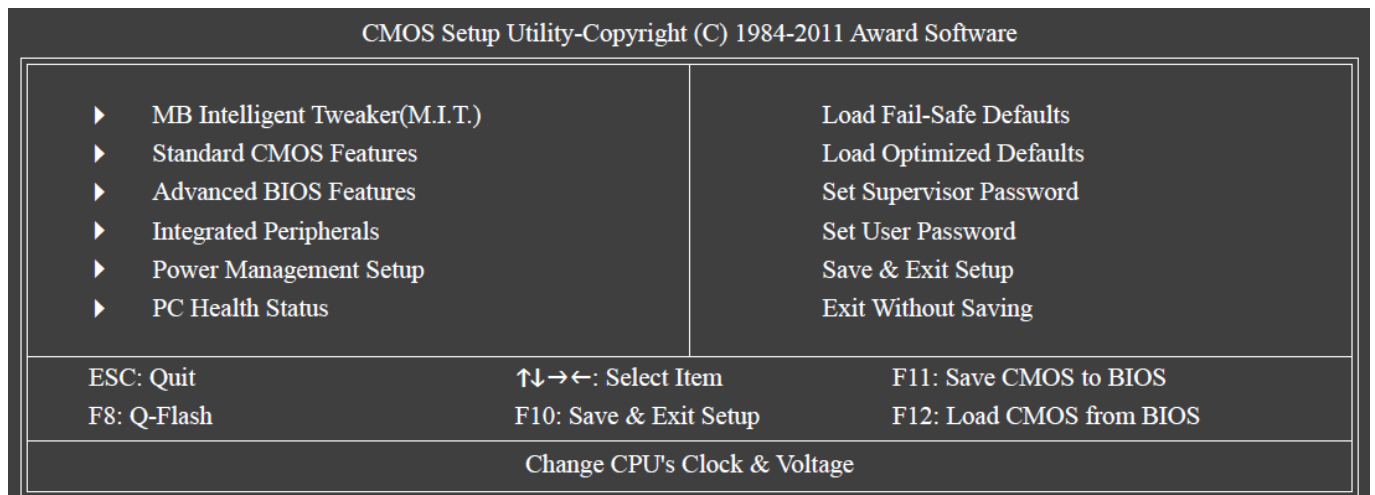 CMOS Setup Utility-Copyright (C) 1984-2011 Award Software
MB Intelligent Tweaker(M.I.T.)
Standard CMOS Features
Advanced BIOS Features
Integrated Peripherals
Power Management Setup
PC Health Status
Load Fail-Safe Defaults
Load Optimized Defaults
Set Supervisor Password
Set User Password
Save & Exit Setup
Exit Without Saving
ESC: Quit ↑↓→←: Select Item F11: Save CMOS to BIOS
F8: Q-Flash F10: Save & Exit Setup F12: Load CMOS from BIOS
Change CPU's Clock & Voltage